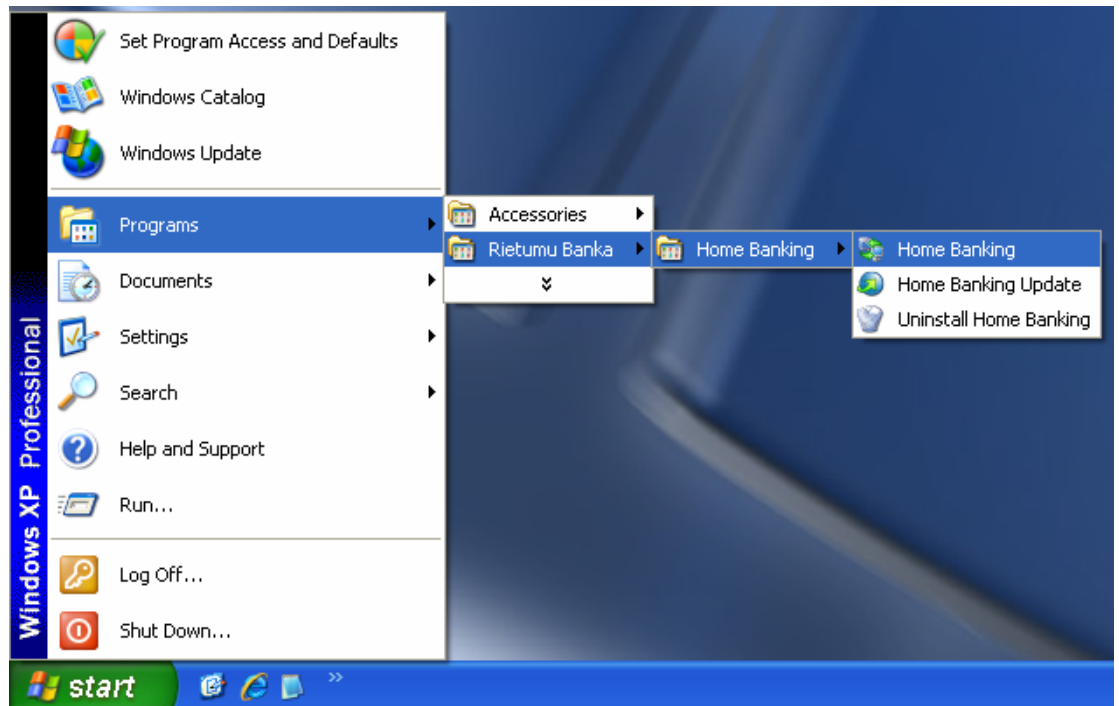 Set Program Access and Defaults
Windows Catalog
Windows Update
Programs
Documents
Settings
Search
Help and Support
Run...
Log Off...
Shut Down...
Windows XP Professional
Accessories
Rietumu Banka
Home Banking
Home Banking
Home Banking Update
Uninstall Home Banking
start